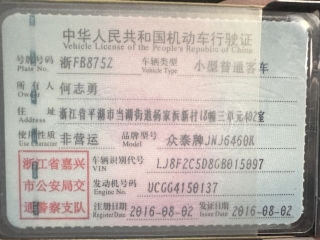 中华人民共和国机动车行驶证
Vehicle License of the People's Republic of China
号牌号码 浙FB875Z 车辆类型 小型普通客车
Plate No. Vehicle Type
所有人 何志勇
Owner
住址 浙江省平湖市当湖街道杨家浜新村18幢三单元402室
Address
使用性质 非营运 品牌型号 众泰牌JNJ6460K
Use Character Model
浙江省嘉兴市公安局交通警察支队
车辆识别代号 LJ8F2C5D8GB015097
VIN
发动机号码 UCGG4150137
Engine No.
注册日期 2016-08-02 发证日期 2016-08-02
Register Date Issue Date